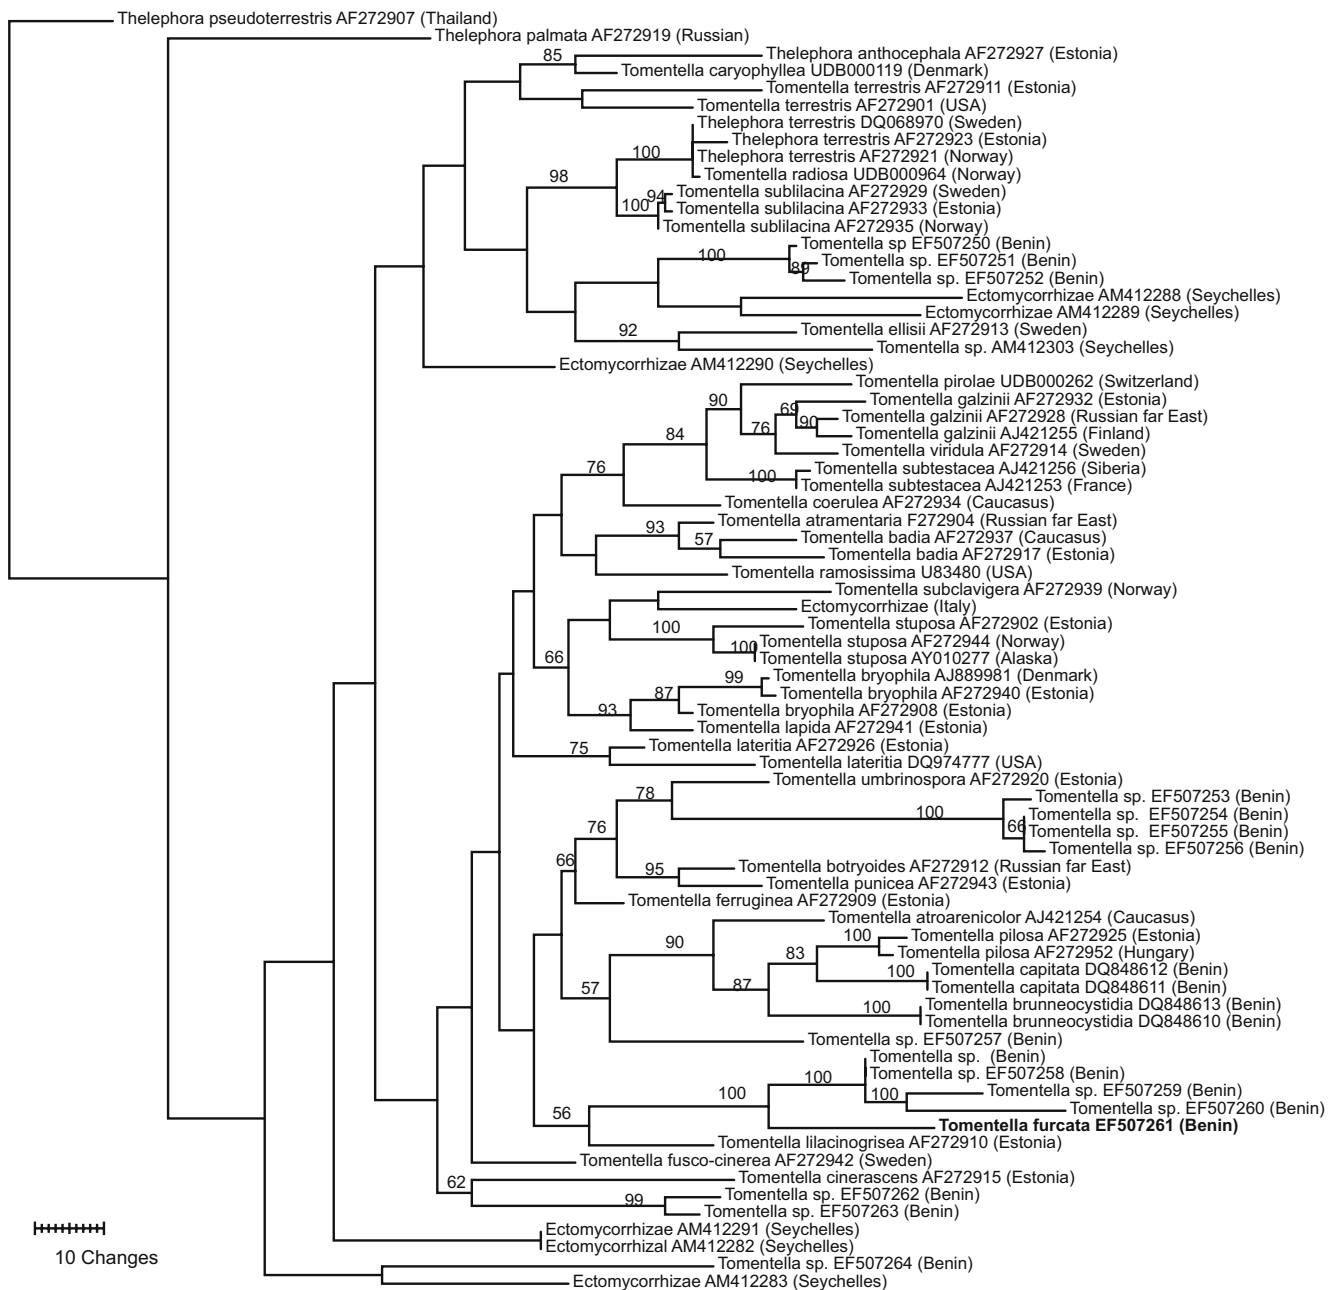 Thelephora pseudoterrestris AF272907 (Thailand)
Thelephora palmata AF272919 (Russian)
85
Thelephora anthocephala AF272927 (Estonia)
Tomentella caryophyllea UDB000119 (Denmark)
Tomentella terrestris AF272911 (Estonia)
Tomentella terrestris AF272901 (USA)
Thelephora terrestris DQ068970 (Sweden)
Thelephora terrestris AF272923 (Estonia)
100
Thelephora terrestris AF272921 (Norway)
98
Tomentella radiosa UDB000964 (Norway)
94
Tomentella sublilacina AF272929 (Sweden)
100
Tomentella sublilacina AF272933 (Estonia)
Tomentella sublilacina AF272935 (Norway)
Tomentella sp EF507250 (Benin)
100
Tomentella sp. EF507251 (Benin)
89
Tomentella sp. EF507252 (Benin)
Ectomycorrhizae AM412288 (Seychelles)
Ectomycorrhizae AM412289 (Seychelles)
92
Tomentella ellisii AF272913 (Sweden)
Tomentella sp. AM412303 (Seychelles)
Ectomycorrhizae AM412290 (Seychelles)
Tomentella pirolae UDB000262 (Switzerland)
90
Tomentella galzinii AF272932 (Estonia)
69
Tomentella galzinii AF272928 (Russian far East)
90
76
84
Tomentella galzinii AJ421255 (Finland)
Tomentella viridula AF272914 (Sweden)
76
Tomentella subtestacea AJ421256 (Siberia)
100
Tomentella subtestacea AJ421253 (France)
Tomentella coerulea AF272934 (Caucasus)
Tomentella atramentaria F272904 (Russian far East)
93
57
Tomentella badia AF272937 (Caucasus)
Tomentella badia AF272917 (Estonia)
Tomentella ramosissima U83480 (USA)
Tomentella subclavigera AF272939 (Norway)
Ectomycorrhizae (Italy)
100
Tomentella stuposa AF272902 (Estonia)
100
Tomentella stuposa AF272944 (Norway)
66
Tomentella stuposa AY010277 (Alaska)
99
Tomentella bryophila AJ889981 (Denmark)
87
Tomentella bryophila AF272940 (Estonia)
93
Tomentella bryophila AF272908 (Estonia)
Tomentella lapida AF272941 (Estonia)
75
Tomentella lateritia AF272926 (Estonia)
Tomentella lateritia DQ974777 (USA)
Tomentella umbrinospora AF272920 (Estonia)
78
Tomentella sp. EF507253 (Benin)
100
Tomentella sp. EF507254 (Benin)
76
66
Tomentella sp. EF507255 (Benin)
Tomentella sp. EF507256 (Benin)
66
95
Tomentella botryoides AF272912 (Russian far East)
Tomentella punicea AF272943 (Estonia)
Tomentella ferruginea AF272909 (Estonia)
Tomentella atroarenicolor AJ421254 (Caucasus)
90
100
Tomentella pilosa AF272925 (Estonia)
83
Tomentella pilosa AF272952 (Hungary)
100
Tomentella capitata DQ848612 (Benin)
57
87
Tomentella capitata DQ848611 (Benin)
100
Tomentella brunneocystidia DQ848613 (Benin)
Tomentella brunneocystidia DQ848610 (Benin)
Tomentella sp. EF507257 (Benin)
Tomentella sp. (Benin)
100
Tomentella sp. EF507258 (Benin)
100
100
Tomentella sp. EF507259 (Benin)
56
Tomentella sp. EF507260 (Benin)
Tomentella furcata EF507261 (Benin)
Tomentella lilacinogrisea AF272910 (Estonia)
Tomentella fusco-cinerea AF272942 (Sweden)
62
Tomentella cinerascens AF272915 (Estonia)
99
Tomentella sp. EF507262 (Benin)
Tomentella sp. EF507263 (Benin)
Ectomycorrhizae AM412291 (Seychelles)
Ectomycorrhizal AM412282 (Seychelles)
10 Changes
Tomentella sp. EF507264 (Benin)
Ectomycorrhizae AM412283 (Seychelles)